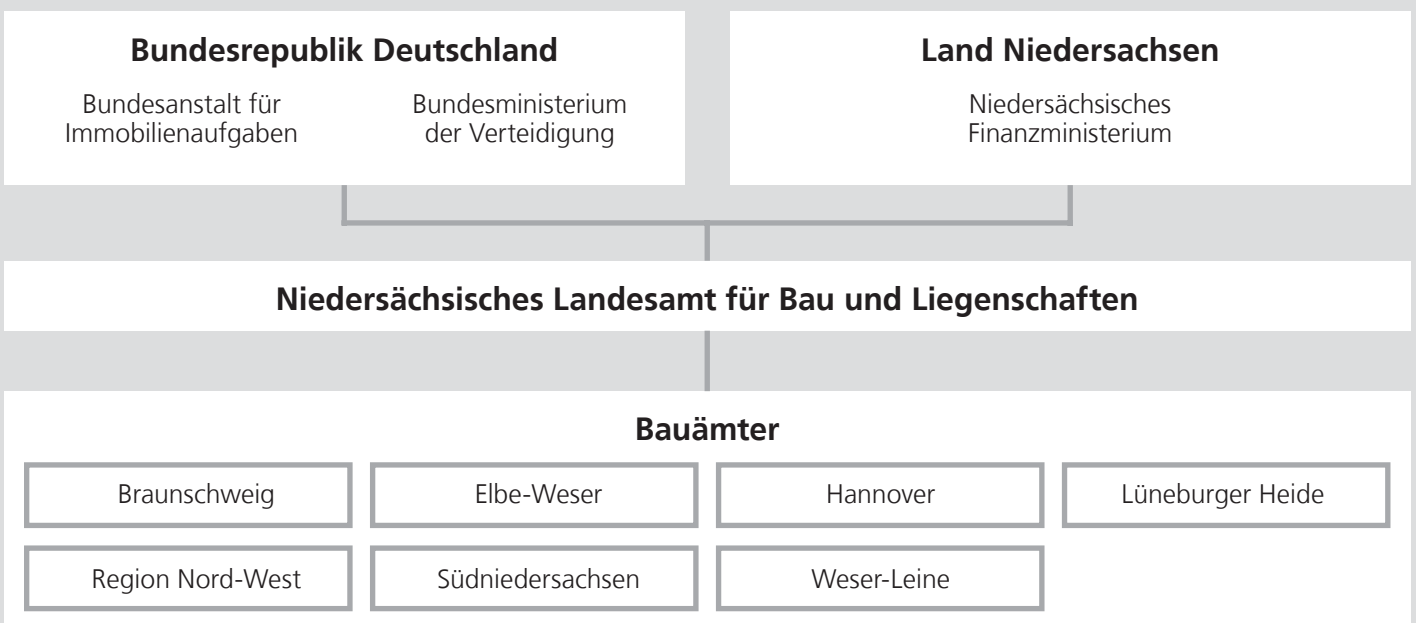 Bundesrepublik Deutschland
Bundesanstalt für
Immobilienaufgaben
Bundesministerium
der Verteidigung
Land Niedersachsen
Niedersächsisches
Finanzministerium
Niedersächsisches Landesamt für Bau und Liegenschaften
Bauämter
Braunschweig
Elbe-Weser
Hannover
Lüneburger Heide
Region Nord-West
Südniedersachsen
Weser-Leine